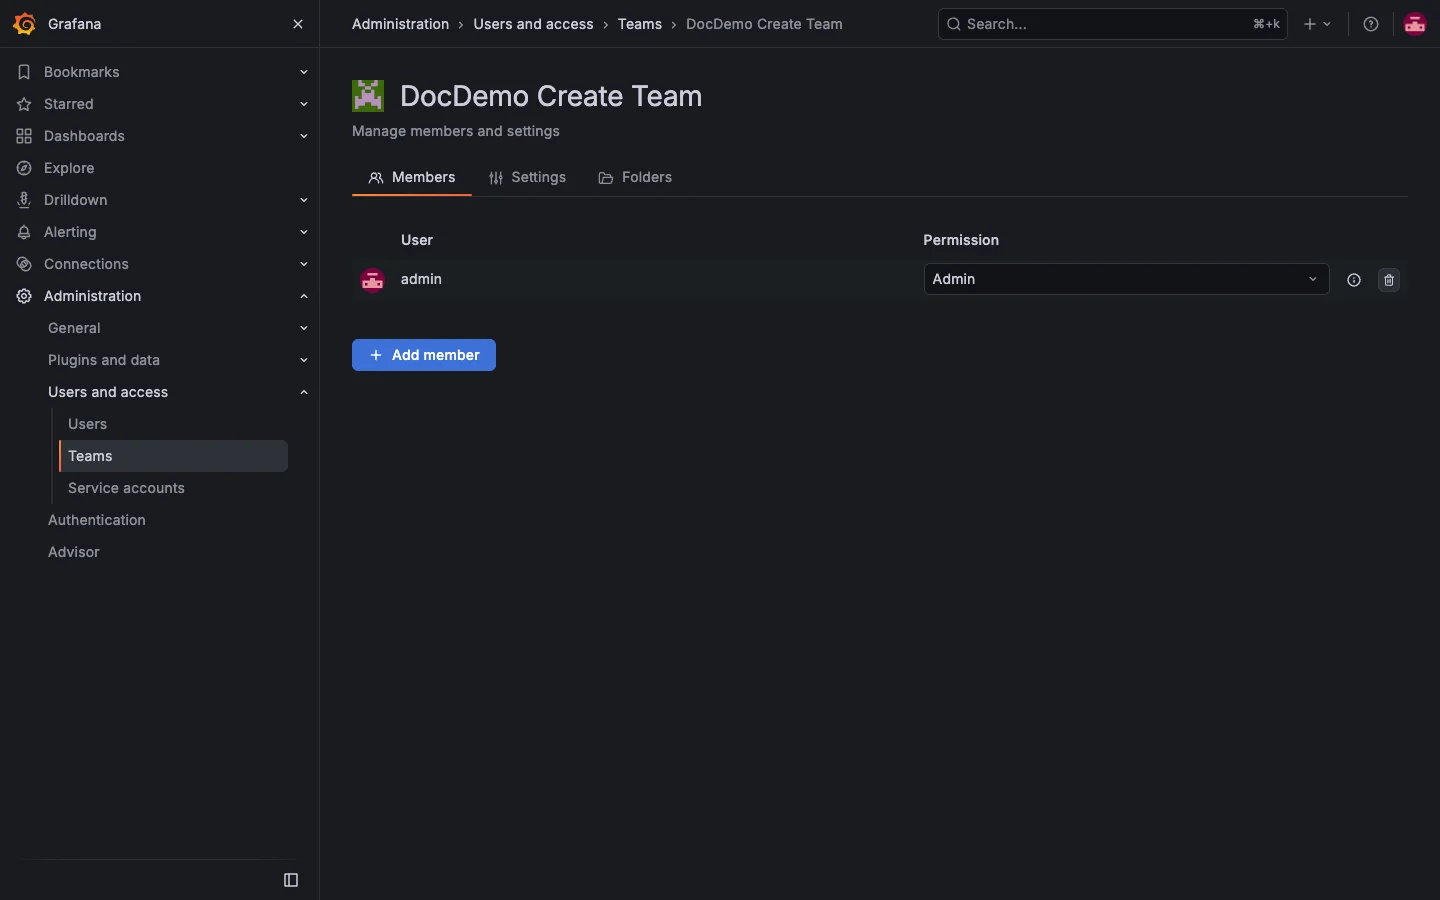 Grafana
Administration › Users and access › Teams › DocDemo Create Team
Search...
⌘+k
Bookmarks
Starred
Dashboards
Explore
Drilldown
Alerting
Connections
Administration
General
Plugins and data
Users and access
Users
Teams
Service accounts
Authentication
Advisor
DocDemo Create Team
Manage members and settings
Members
Settings
Folders
User
Permission
admin
Admin
Add member